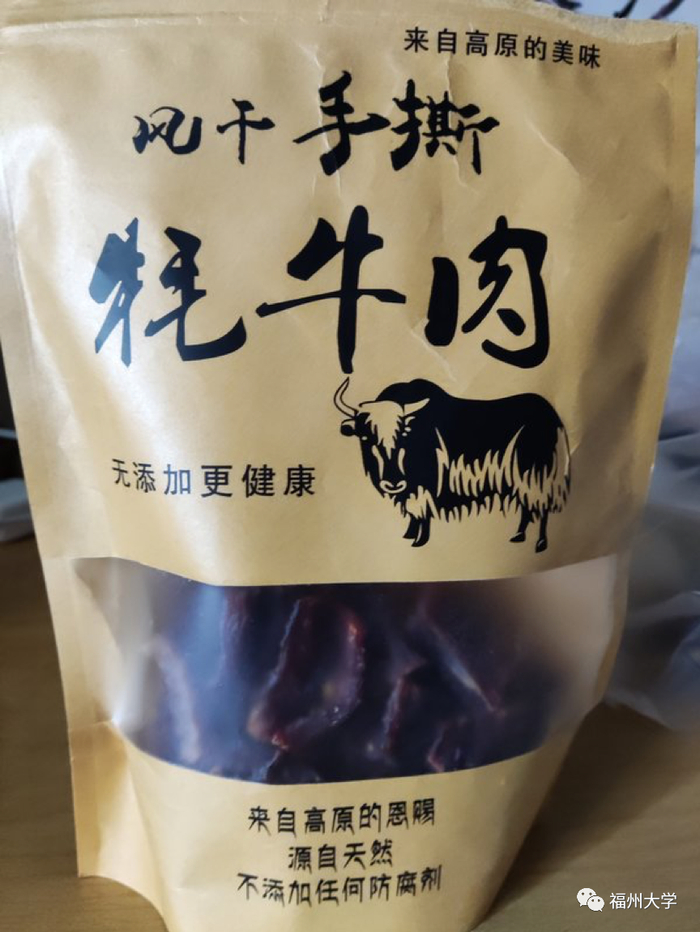 来自高原的美味
风干手撕
牦牛肉
无添加更健康
来自高原的恩赐
源自天然
不添加任何防腐剂
福州大学